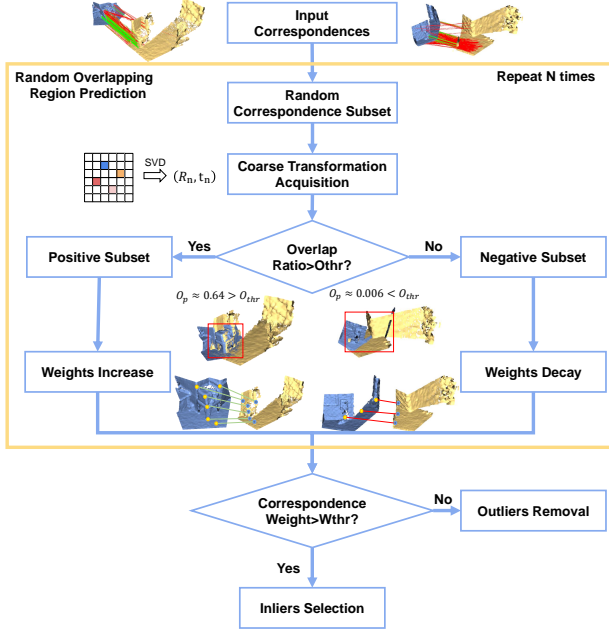 Input
Correspondences
Random Overlapping
Region Prediction
Repeat N times
Random
Correspondence Subset
SVD
(Rₙ, tₙ)
Coarse Transformation
Acquisition
Positive Subset
Yes
Overlap
Ratio>Othr?
No
Negative Subset
Oₚ ≈ 0.64 > Oₜₕᵣ
Oₚ ≈ 0.006 < Oₜₕᵣ
Weights Increase
Weights Decay
Correspondence
Weight>Wthr?
No
Outliers Removal
Yes
Inliers Selection